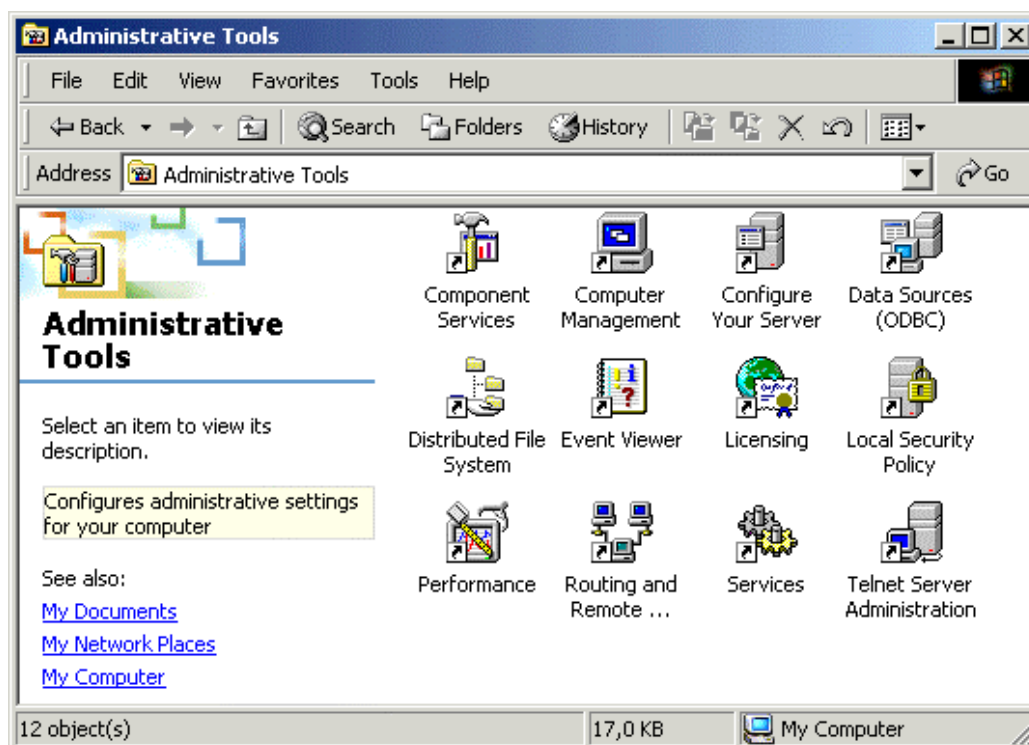 Administrative Tools
File Edit View Favorites Tools Help
Back Search Folders History
Address Administrative Tools Go
Administrative
Tools
Select an item to view its
description.
Configures administrative settings
for your computer
See also:
My Documents
My Network Places
My Computer
Component
Services
Computer
Management
Configure
Your Server
Data Sources
(ODBC)
Distributed File
System
Event Viewer
Licensing
Local Security
Policy
Performance
Routing and
Remote ...
Services
Telnet Server
Administration
12 object(s) 17,0 KB My Computer